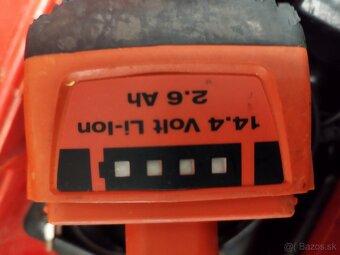 14.4 Volt Li-Ion
2.6 Ah
© Bazos.sk